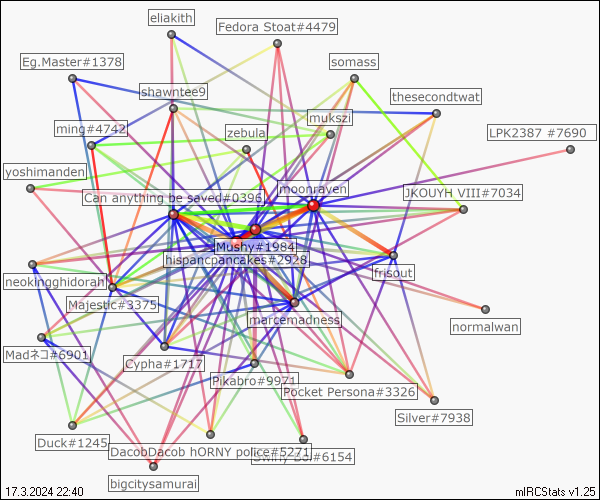 eliakith
Fedora Stoat#4479
Eg.Master#1378
somass
shawntee9
thesecondtwat
mukszi
ming#4742
zebula
LPK2387 #7690
yoshimanden
moonraven
Can anything be saved#0396
JKOUYH VIII#7034
Mushy#1984
hispancpancakes#2928
neokingghidorah
frisout
Majestic#3375
marcemadness
normalwan
Madネコ#6901
Cypha#1717
Pikabro#9971
Pocket Persona#3326
Silver#7938
Duck#1245
DacobDacob hORNY police#5271
6154
bigcitysamurai
17.3.2024 22:40
mIRCStats v1.25